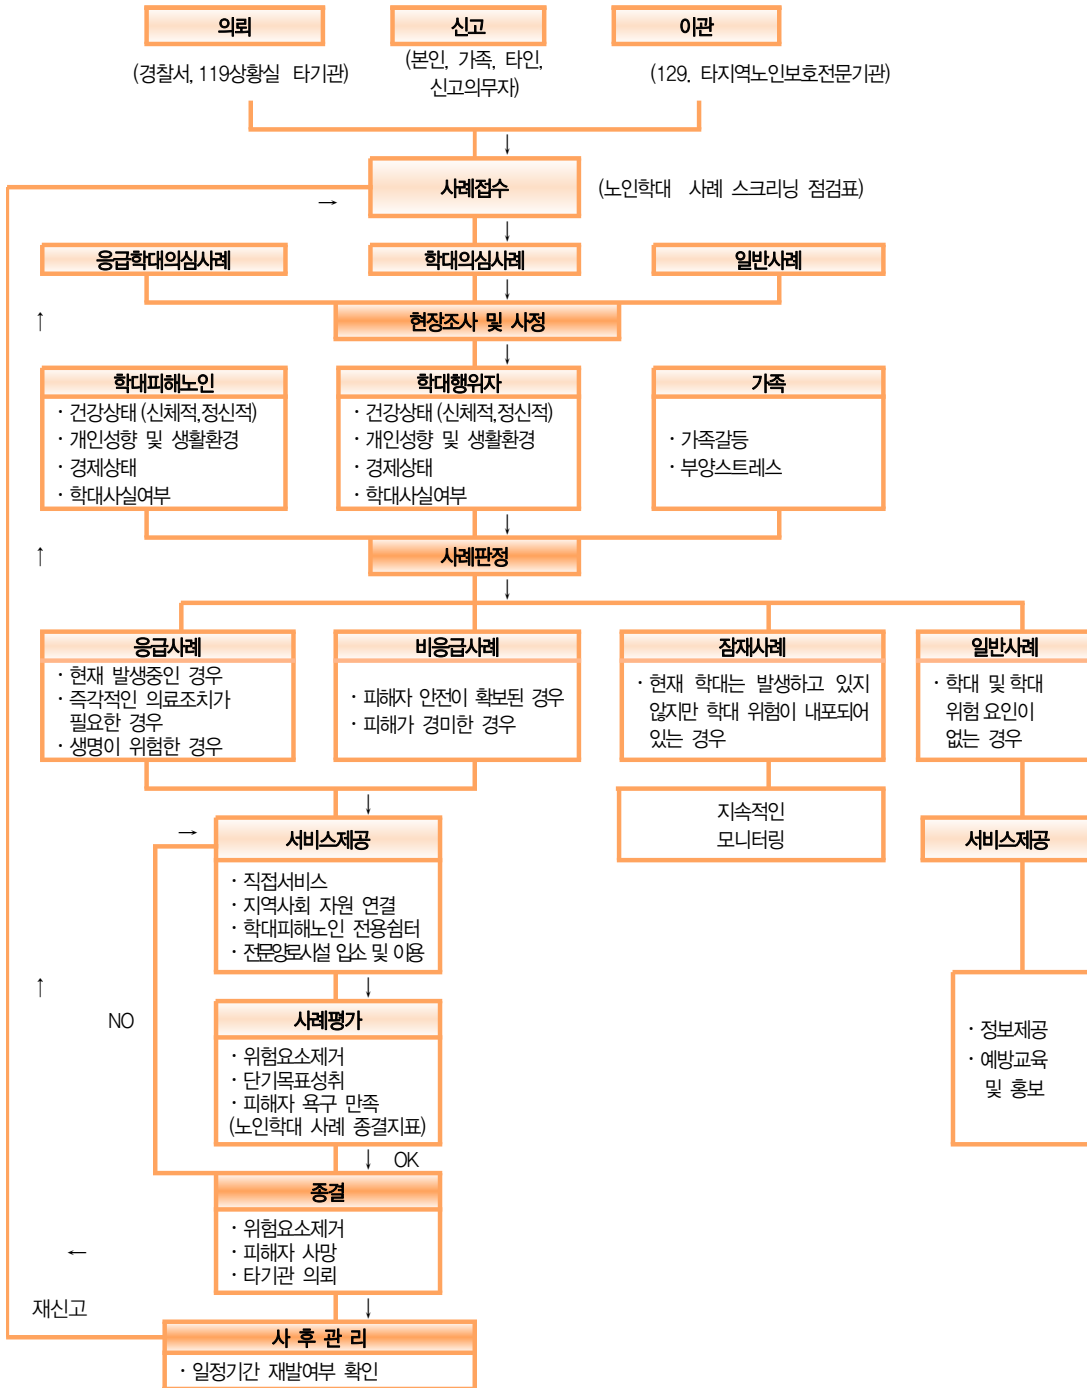 의뢰
신고
이관
(경찰서, 119상황실 타기관)
(본인, 가족, 타인,
신고의무자)
(129, 타지역노인보호전문기관)
↓
사례접수
(노인학대 사례 스크리닝 점검표)
→
↓
응급학대의심사례
학대의심사례
일반사례
↓
↑
현장조사 및 사정
↓
학대피해노인
· 건강상태(신체적,정신적)
· 개인성향 및 생활환경
· 경제상태
· 학대사실여부
학대행위자
· 건강상태(신체적,정신적)
· 개인성향 및 생활환경
· 경제상태
· 학대사실여부
가족
· 가족갈등
· 부양스트레스
↓
↑
사례판정
↓
응급사례
· 현재 발생중인 경우
· 즉각적인 의료조치가
필요한 경우
· 생명이 위험한 경우
비응급사례
· 피해자 안전이 확보된 경우
· 피해가 경미한 경우
잠재사례
· 현재 학대는 발생하고 있지
않지만 학대 위험이 내포되어
있는 경우
일반사례
· 학대 및 학대
위험 요인이
없는 경우
↓
지속적인
모니터링
→
서비스제공
· 직접서비스
· 지역사회 자원 연결
· 학대피해노인 전용쉼터
· 전문양로시설 입소 및 이용
서비스제공
· 정보제공
· 예방교육
및 홍보
↑
↓
NO
사례평가
· 위험요소제거
· 단기목표성취
· 피해자 욕구 만족
(노인학대 사례 종결지표)
↓ OK
종결
· 위험요소제거
· 피해자 사망
· 타기관 의뢰
←
재신고
↓
사 후 관 리
· 일정기간 재발여부 확인